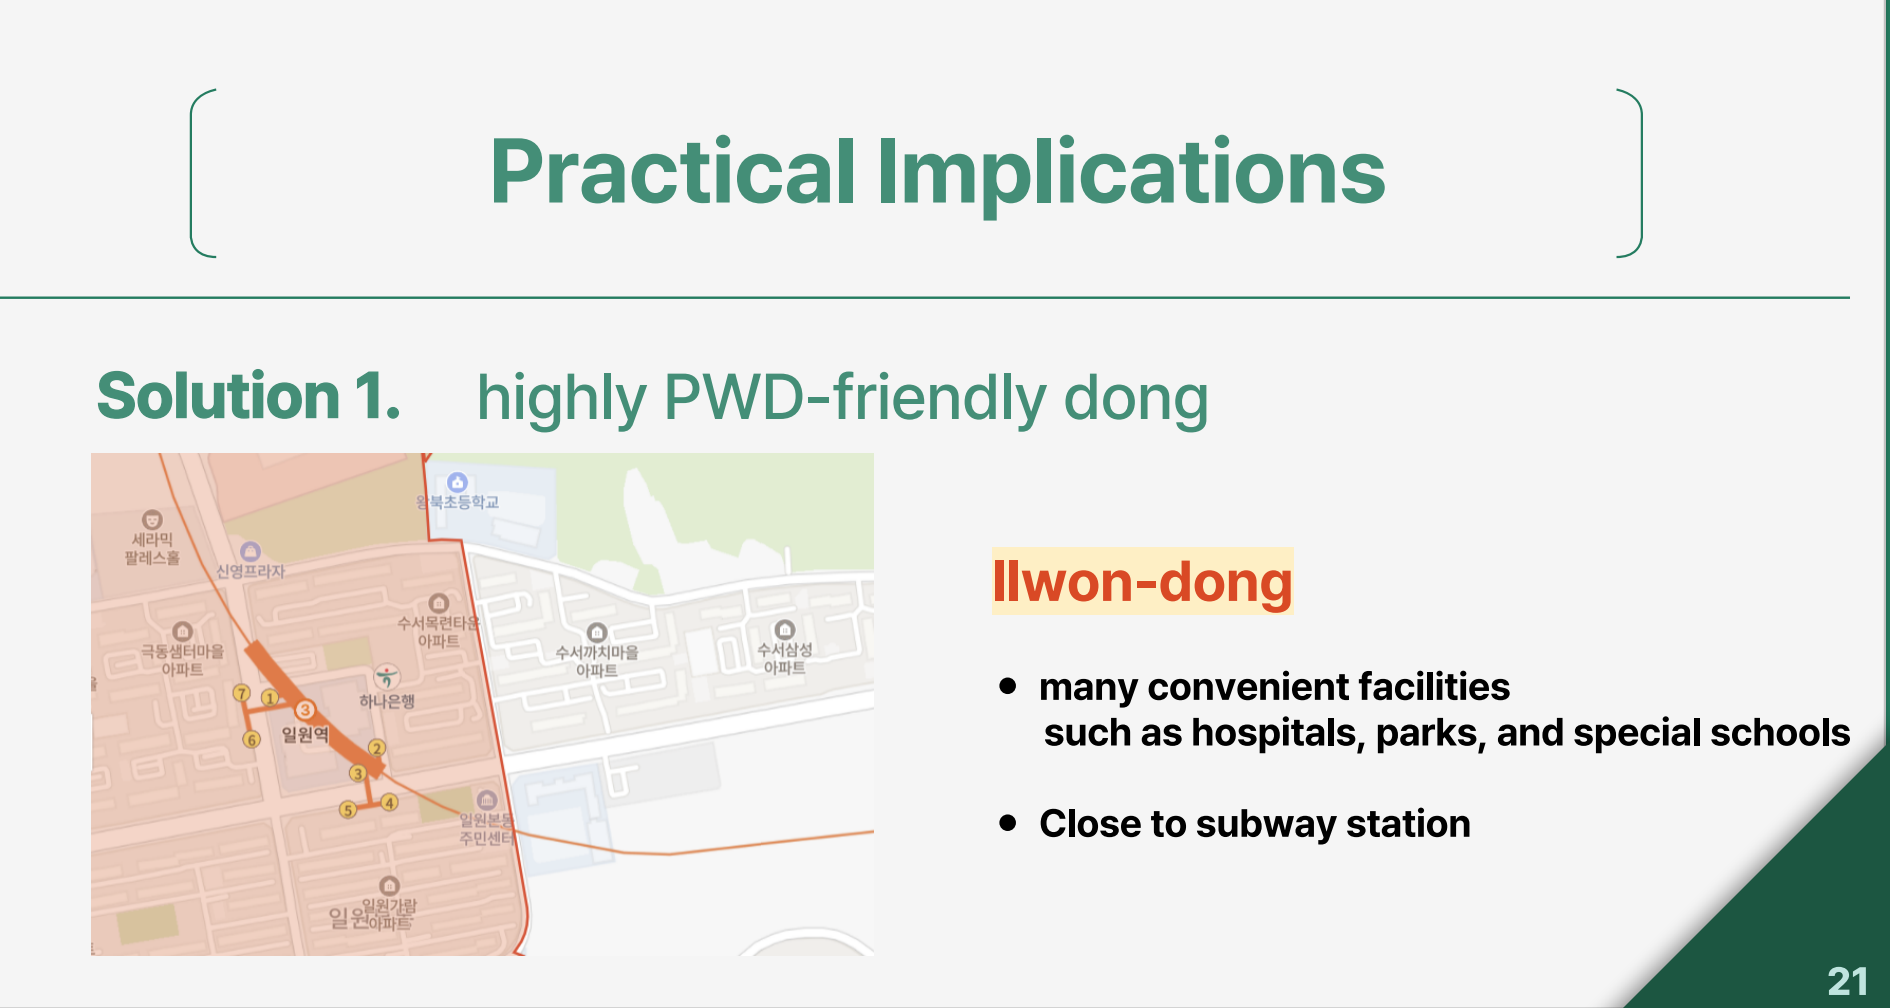 Practical Implications
Solution 1. highly PWD-friendly dong
왕북초등학교
세라믹
팔레스홀
신영프라자
수서목련타운
아파트
극동샘터마을
아파트
수서까치마을
아파트
수서삼성
아파트
하나은행
7
1
3
일원역
6
2
3
5
4
일원본동
주민센터
일원가람
아파트
Ilwon-dong
• many convenient facilities
such as hospitals, parks, and special schools
• Close to subway station
21